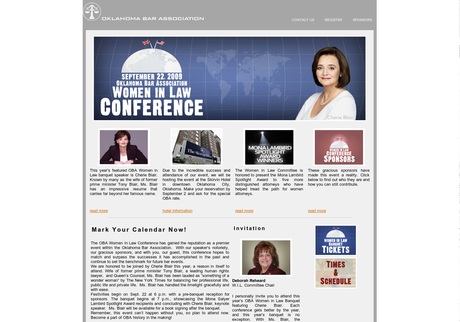 OKLAHOMA BAR ASSOCIATION
CONTACT US REGISTER SPONSORS
SEPTEMBER 22, 2009
OKLAHOMA BAR ASSOCIATION
WOMEN IN LAW
CONFERENCE
Cherie Blair
This year's featured OBA Women in
Law banquet speaker is Cherie Blair.
Known by many as the wife of former
prime minister Tony Blair, Ms. Blair
has an impressive resume that
carries far beyond her famous name.
read more
Due to the incredible success and
attendance of our event, we will be
hosting the event at the Skirvin Hotel
in downtown Oklahoma City,
Oklahoma. Make your reservation by
September 2 and ask for the special
OBA rate.
hotel information
MONA LAMBIRD
SPOTLIGHT
AWARD
WINNERS
The Women in Law Committee is
honored to present the Mona Lambird
Spotlight Award to five more
distinguished attorneys who have
helped tread the path for women
attorneys.
read more
WOMEN IN LAW
CONFERENCE
SPONSORS
These gracious sponsors have
made this event a reality. Click
below to find out who they are and
how you can still contribute.
read more
Mark Your Calendar Now!
The OBA Women in Law Conference has gained the reputation as a premier
event within the Oklahoma Bar Association. With our speaker's notoriety,
our gracious sponsors, and with you, our guest, this conference hopes to
match and surpass the successes it has accomplished in the past and
continue to set the benchmark for future bar events.
We are honored to be joined by Cherie Blair this year, a reason in itself to
attend. Wife of former prime minister Tony Blair, a leading human rights
lawyer, and Queen's Counsel, Ms. Blair has been lauded as "something of a
wonder woman" by The New York Times for balancing her professional life,
public life and private life. Ms. Blair has handled the limelight gracefully and
with ease.
Festivities begin on Sept. 22 at 6 p.m. with a pre-banquet reception for
sponsors. The banquet begins at 7 p.m., showcasing the Mona Salyer
Lambird Spotlight Award recipients and concluding with Cherie Blair, keynote
speaker. Ms. Blair will be available for a book signing after the banquet.
Remember, this event can't happen without you, so plan to attend now.
Become a part of OBA history in the making!
Invitation
Deborah Reheard
W.I.L. Committee Chair
I personally invite you to attend this
year's OBA Women in Law Banquet
featuring Cherie Blair. Each
conference gets better by the year,
and this year's banquet is no
exception. With Ms. Blair, the
WOMEN IN LAW
BANQUET
TICKETS
TIMES
&
SCHEDULE